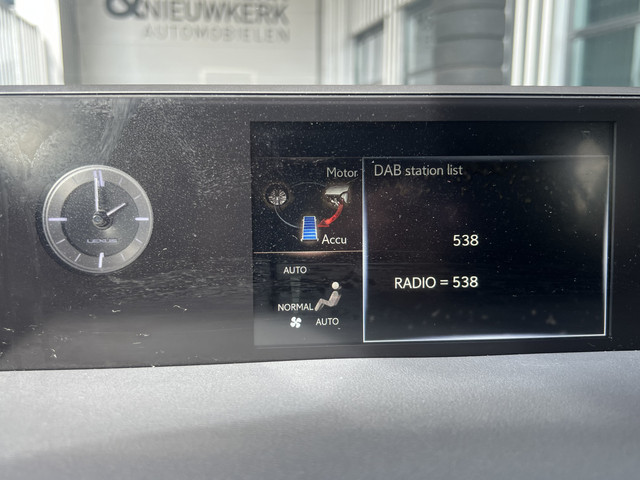 & NIEUWKERK
AUTOMOBIELEN
LEXUS
Motor
Accu
AUTO
NORMAL
AUTO
DAB station list
538
RADIO = 538